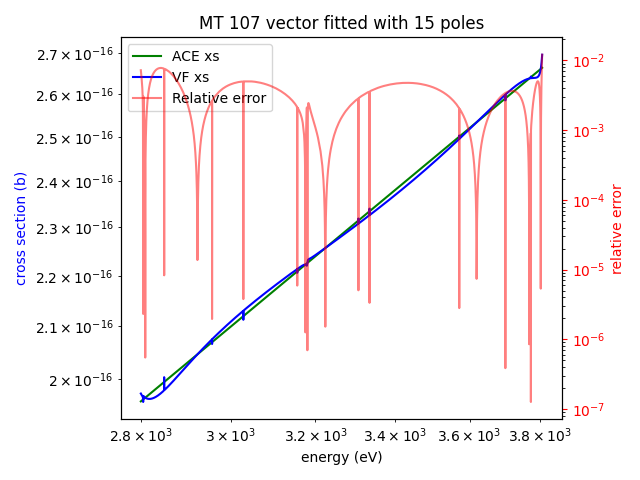 MT 107 vector fitted with 15 poles
ACE xs
VF xs
Relative error
cross section (b)
2.7 × 10⁻¹⁶
2.6 × 10⁻¹⁶
2.5 × 10⁻¹⁶
2.4 × 10⁻¹⁶
2.3 × 10⁻¹⁶
2.2 × 10⁻¹⁶
2.1 × 10⁻¹⁶
2 × 10⁻¹⁶
10⁻²
10⁻³
10⁻⁴
10⁻⁵
10⁻⁶
10⁻⁷
relative error
2.8 × 10³ 3 × 10³ 3.2 × 10³ 3.4 × 10³ 3.6 × 10³ 3.8 × 10³
energy (eV)